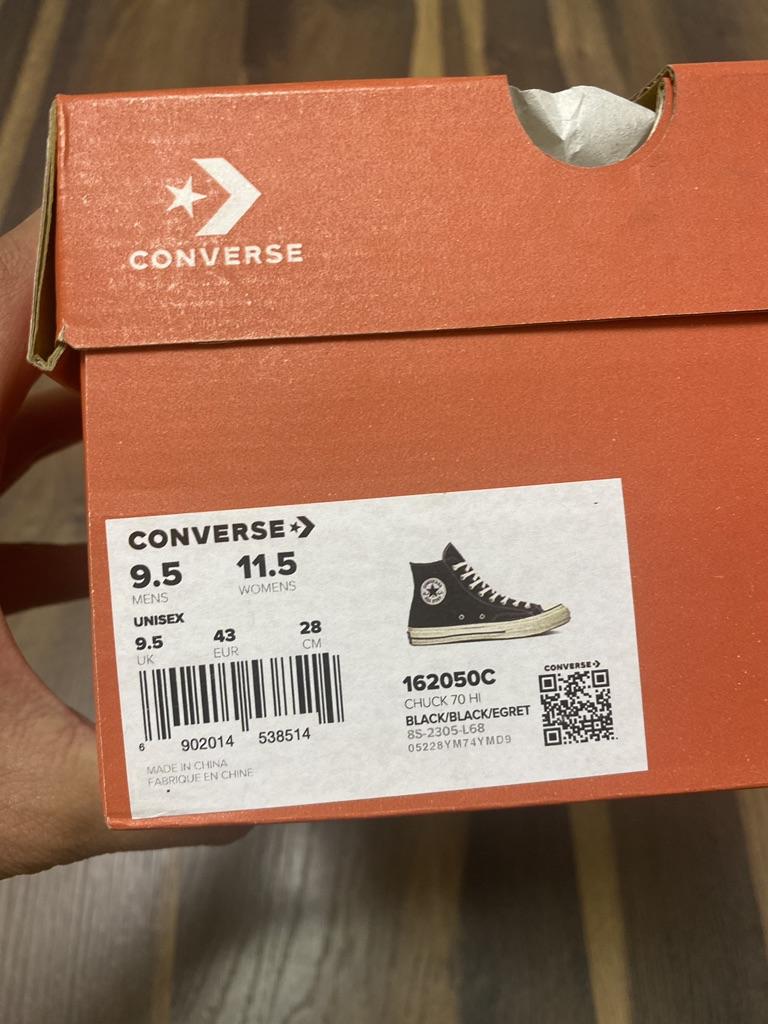 CONVERSE
CONVERSE
9.5 11.5
MENS WOMENS
UNISEX
9.5 43 28
UK EUR CM
6 902014 538514
MADE IN CHINA
FABRIQUE EN CHINE
162050C
CHUCK 70 HI
BLACK/BLACK/EGRET
8S-2305-L68
05228YM74YMD9
CONVERSE